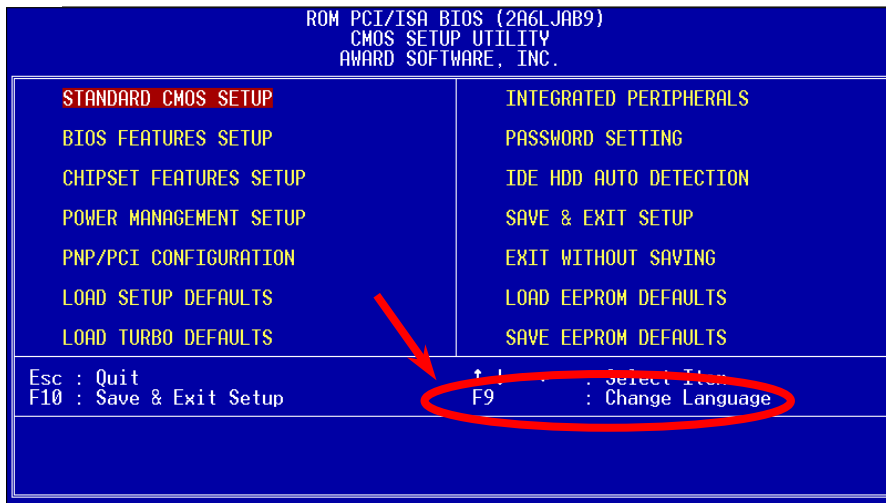 ROM PCI/ISA BIOS (2A6LJAB9)
CMOS SETUP UTILITY
AWARD SOFTWARE, INC.
STANDARD CMOS SETUP
BIOS FEATURES SETUP
CHIPSET FEATURES SETUP
POWER MANAGEMENT SETUP
PNP/PCI CONFIGURATION
LOAD SETUP DEFAULTS
LOAD TURBO DEFAULTS
INTEGRATED PERIPHERALS
PASSWORD SETTING
IDE HDD AUTO DETECTION
SAVE & EXIT SETUP
EXIT WITHOUT SAVING
LOAD EEPROM DEFAULTS
SAVE EEPROM DEFAULTS
Esc : Quit
F10 : Save & Exit Setup
↑ ↓ : Select Item
F9 : Change Language